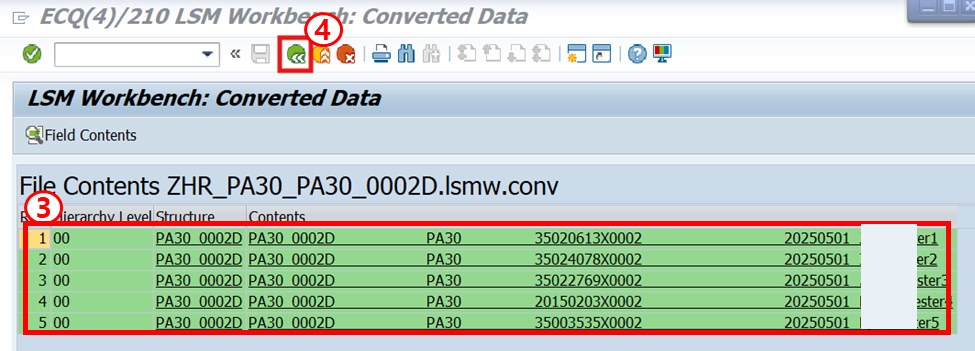 ECQ(4)/210 LSM Workbench: Converted Data
④
LSM Workbench: Converted Data
Field Contents
File Contents ZHR_PA30_PA30_0002D.lsmw.conv
③
Hierarchy Level Structure Contents
1 00 PA30_0002D PA30_0002D PA30 35020613X0002 20250501
2 00 PA30_0002D PA30_0002D PA30 35024078X0002 20250501
3 00 PA30_0002D PA30_0002D PA30 35022769X0002 20250501
4 00 PA30_0002D PA30_0002D PA30 20150203X0002 20250501
5 00 PA30_0002D PA30_0002D PA30 35003535X0002 20250501